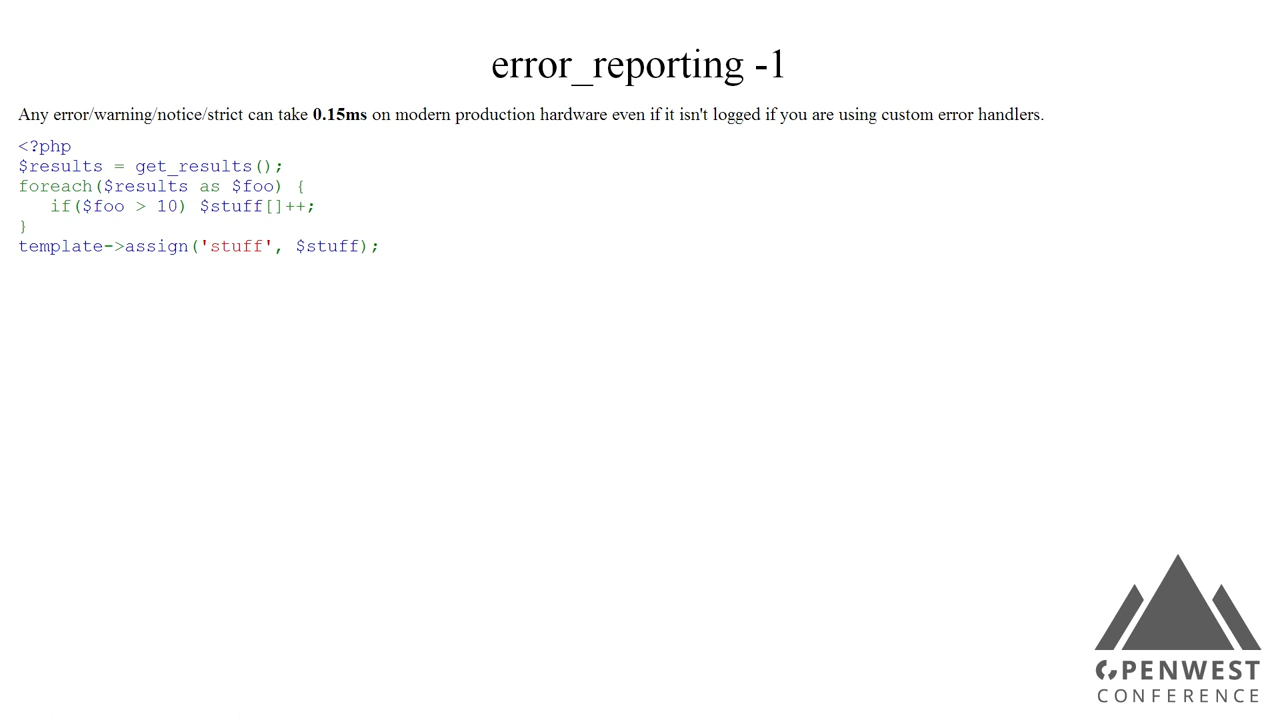 error_reporting -1
Any error/warning/notice/strict can take 0.15ms on modern production hardware even if it isn't logged if you are using custom error handlers.
<?php
$results = get_results();
foreach($results as $foo) {
   if($foo > 10) $stuff[]++;
}
template->assign('stuff', $stuff);
OPENWEST
CONFERENCE